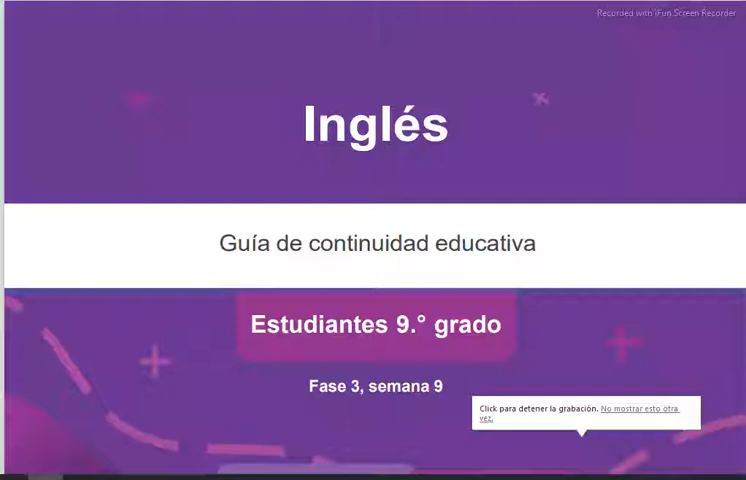 Recorded with iFun Screen Recorder
Inglés
Guía de continuidad educativa
Estudiantes 9.° grado
Fase 3, semana 9
Click para detener la grabación. No mostrar esto otra
vez.